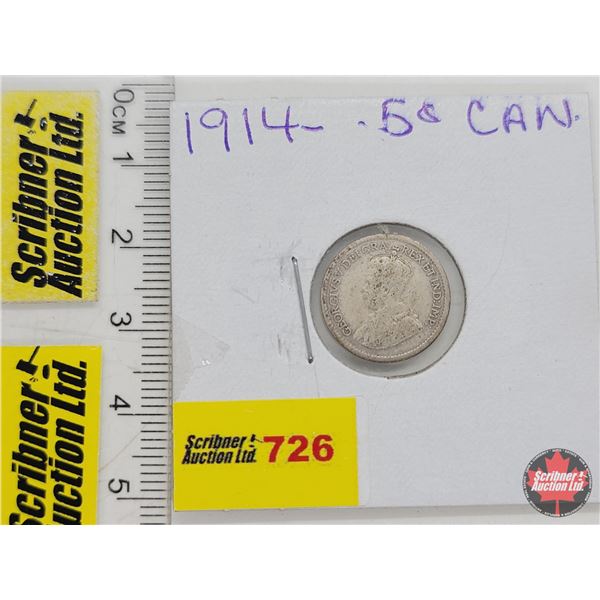 1914- .5¢ CAN.
Scribner
Auction Ltd.
Scribner
Auction Ltd.
0CM
1
2
3
4
5
GEORGIVS V DEI GRA: REX ET IND:IMP:
Scribner
Auction Ltd. 726
Scribner
Auction Ltd.